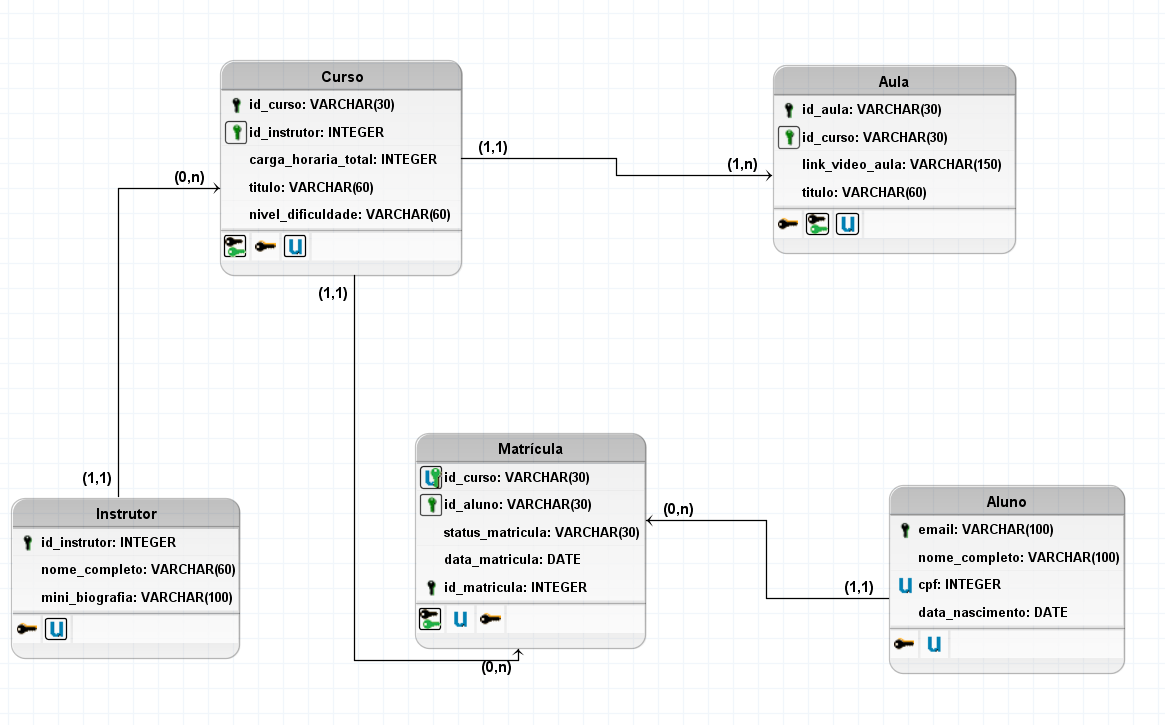 Curso
id_curso: VARCHAR(30)
id_instrutor: INTEGER
carga_horaria_total: INTEGER
titulo: VARCHAR(60)
nivel_dificuldade: VARCHAR(60)
U
Aula
id_aula: VARCHAR(30)
id_curso: VARCHAR(30)
link_video_aula: VARCHAR(150)
titulo: VARCHAR(60)
U
(1,1)
(1,n)
(0,n)
(1,1)
(1,1)
Instrutor
id_instrutor: INTEGER
nome_completo: VARCHAR(60)
mini_biografia: VARCHAR(100)
U
Matrícula
U id_curso: VARCHAR(30)
id_aluno: VARCHAR(30)
status_matricula: VARCHAR(30)
data_matricula: DATE
id_matricula: INTEGER
U
(0,n)
(0,n)
(1,1)
Aluno
email: VARCHAR(100)
nome_completo: VARCHAR(100)
U cpf: INTEGER
data_nascimento: DATE
U